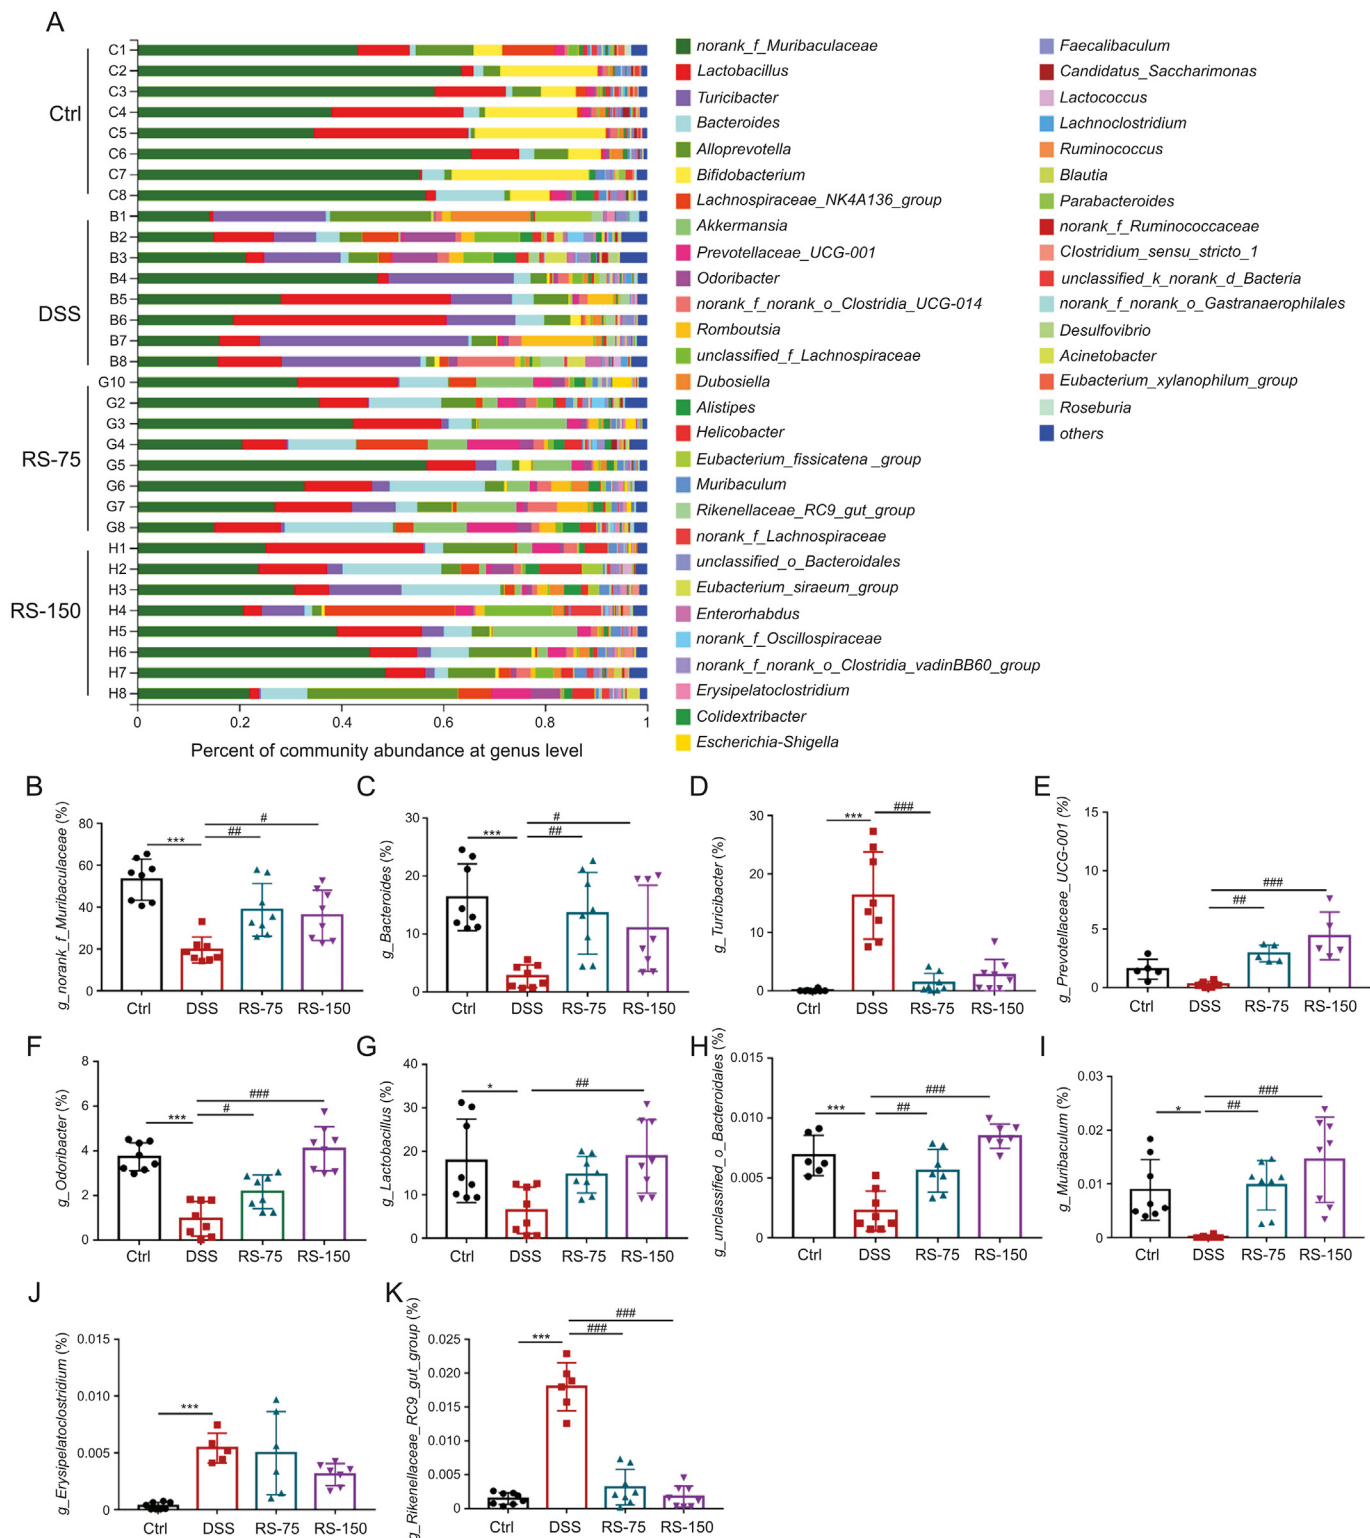 A
C1
C2
C3
C4
C5
C6
C7
C8
B1
B2
B3
B4
B5
B6
B7
B8
G10
G2
G3
G4
G5
G6
G7
G8
H1
H2
H3
H4
H5
H6
H7
H8
Ctrl
DSS
RS-75
RS-150
0 0.2 0.4 0.6 0.8 1
Percent of community abundance at genus level
norank_f_Muribaculaceae
Lactobacillus
Turicibacter
Bacteroides
Alloprevotella
Bifidobacterium
Lachnospiraceae_NK4A136_group
Akkermansia
Prevotellaceae_UCG-001
Odoribacter
norank_f_norank_o_Clostridia_UCG-014
Romboutsia
unclassified_f_Lachnospiraceae
Dubosiella
Alistipes
Helicobacter
Eubacterium_fissicatena _group
Muribaculum
Rikenellaceae_RC9_gut_group
norank_f_Lachnospiraceae
unclassified_o_Bacteroidales
Eubacterium_siraeum_group
Enterorhabdus
norank_f_Oscillospiraceae
norank_f_norank_o_Clostridia_vadinBB60_group
Erysipelatoclostridium
Colidextribacter
Escherichia-Shigella
Faecalibaculum
Candidatus_Saccharimonas
Lactococcus
Lachnoclostridium
Ruminococcus
Blautia
Parabacteroides
norank_f_Ruminococcaceae
Clostridium_sensu_stricto_1
unclassified_k_norank_d_Bacteria
norank_f_norank_o_Gastranaerophilales
Desulfovibrio
Acinetobacter
Eubacterium_xylanophilum_group
Roseburia
others
B
g_norank_f_Muribaculaceae (%)
80
60
40
20
0
***
##
#
Ctrl DSS RS-75 RS-150
C
g_Bacteroides (%)
30
20
10
0
***
##
#
Ctrl DSS RS-75 RS-150
D
g_Turicibacter (%)
30
20
10
0
***
###
Ctrl DSS RS-75 RS-150
E
g_Prevotellaceae_UCG-001 (%)
15
10
5
0
##
###
Ctrl DSS RS-75 RS-150
F
g_Odoribacter (%)
8
6
4
2
0
***
#
###
Ctrl DSS RS-75 RS-150
G
g_Lactobacillus (%)
40
30
20
10
0
*
##
Ctrl DSS RS-75 RS-150
H
g_unclassified_o_Bacteroidales (%)
0.015
0.010
0.005
0
***
##
###
Ctrl DSS RS-75 RS-150
I
g_Muribaculum (%)
0.03
0.02
0.01
0
*
##
###
Ctrl DSS RS-75 RS-150
J
g_Erysipelatoclostridium (%)
0.015
0.010
0.005
0
***
Ctrl DSS RS-75 RS-150
K
g_Rikenellaceae_RC9_gut_group (%)
0.025
0.020
0.015
0.010
0.005
0
***
###
###
Ctrl DSS RS-75 RS-150